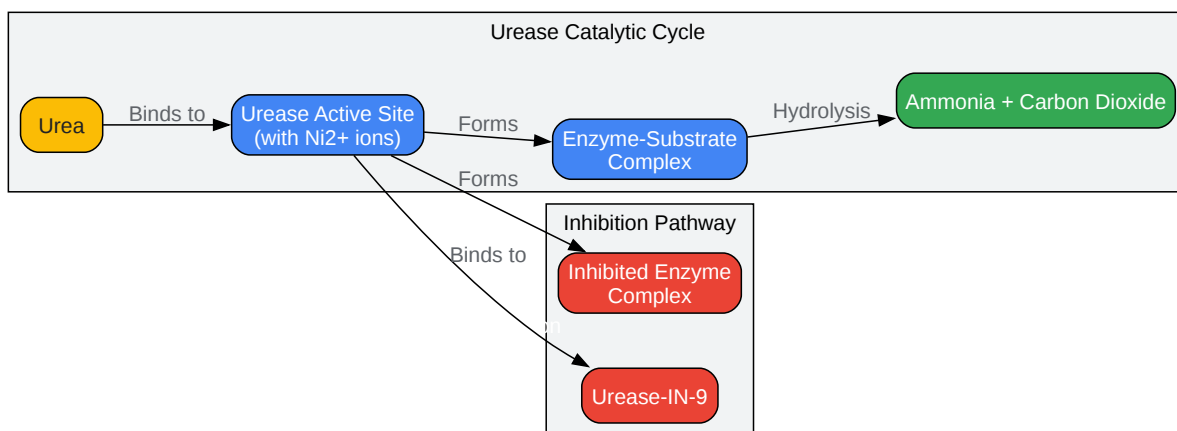 Urease Catalytic Cycle
Urea
Binds to
Urease Active Site
(with Ni2+ ions)
Forms
Enzyme-Substrate
Complex
Hydrolysis
Ammonia + Carbon Dioxide
Forms
Inhibition Pathway
Binds to
Inhibited Enzyme
Complex
Urease-IN-9